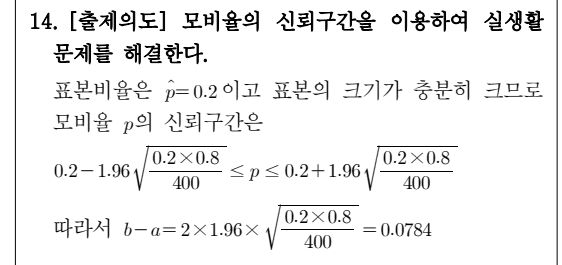 14. [출제의도] 모비율의 신뢰구간을 이용하여 실생활
문제를 해결한다.
표본비율은 p̂=0.2이고 표본의 크기가 충분히 크므로
모비율 p의 신뢰구간은
0.2−1.96√(0.2×0.8/400) ≤ p ≤ 0.2+1.96√(0.2×0.8/400)
따라서 b−a=2×1.96×√(0.2×0.8/400)=0.0784